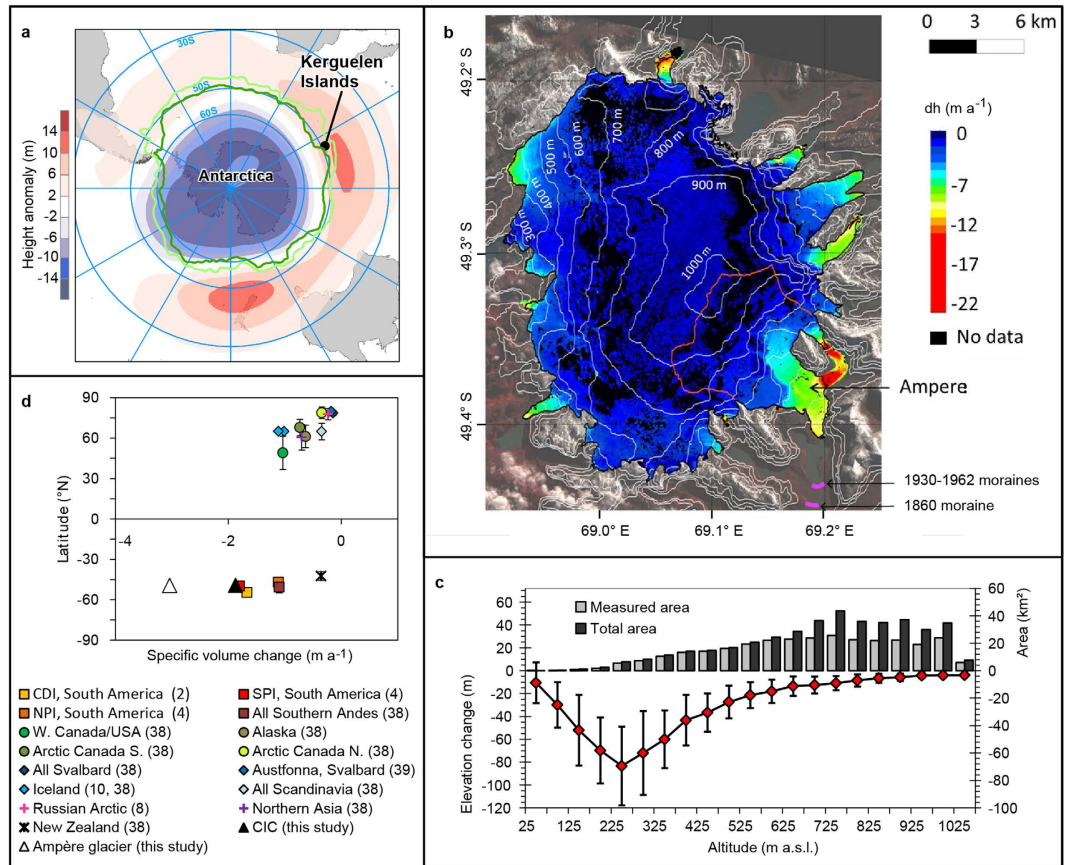 a
30S
50S
60S
Kerguelen
Islands
Antarctica
Height anomaly (m)
14
10
6
2
-2
-6
-10
-14
b
0 3 6 km
49.2° S
49.3° S
49.4° S
69.0° E
69.1° E
69.2° E
300 m
400 m
500 m
600 m
700 m
800 m
900 m
1000 m
dh (m a-1)
0
-7
-12
-17
-22
No data
Ampere
1930-1962 moraines
1860 moraine
d
Latitude (°N)
90
60
30
0
-30
-60
-90
-4 -2 0
Specific volume change (m a-1)
CDI, South America (2)
SPI, South America (4)
NPI, South America (4)
All Southern Andes (38)
W. Canada/USA (38)
Alaska (38)
Arctic Canada S. (38)
Arctic Canada N. (38)
All Svalbard (38)
Austfonna, Svalbard (39)
Iceland (10, 38)
All Scandinavia (38)
Russian Arctic (8)
Northern Asia (38)
New Zealand (38)
CIC (this study)
Ampère glacier (this study)
c
Measured area
Total area
Elevation change (m)
60
40
20
0
-20
-40
-60
-80
-100
-120
Area (km²)
60
40
20
0
-20
-40
-60
-80
-100
25 125 225 325 425 525 625 725 825 925 1025
Altitude (m a.s.l.)